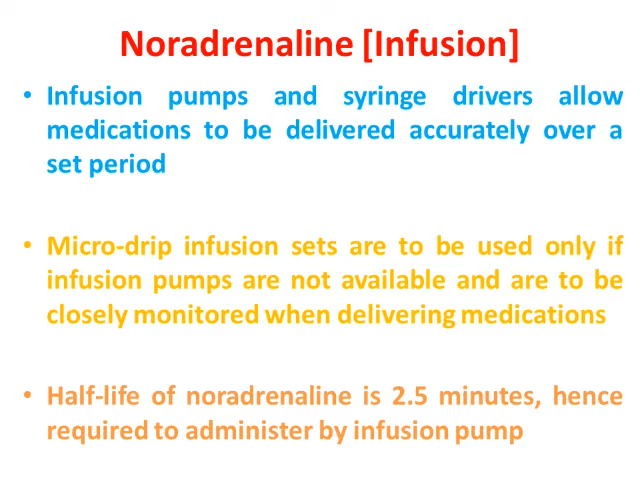 Noradrenaline [Infusion]
• Infusion pumps and syringe drivers allow
medications to be delivered accurately over a
set period
• Micro-drip infusion sets are to be used only if
infusion pumps are not available and are to be
closely monitored when delivering medications
• Half-life of noradrenaline is 2.5 minutes, hence
required to administer by infusion pump